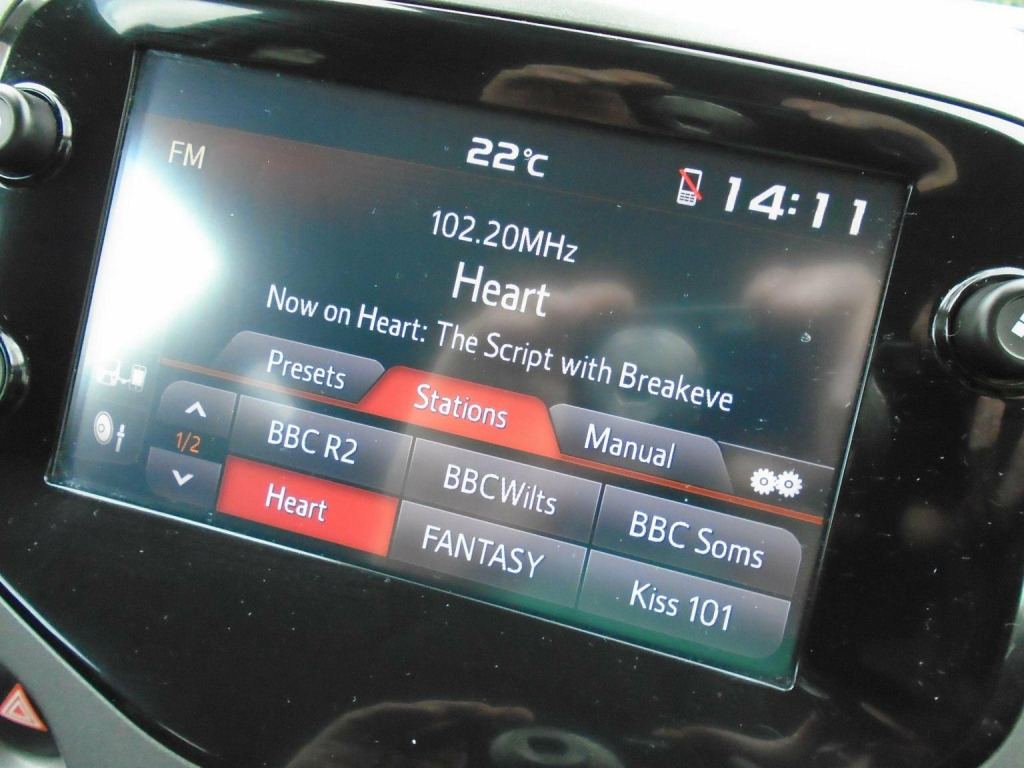 FM
22°C
14:11
102.20MHz
Heart
Now on Heart: The Script with Breakeve
Presets
Stations
Manual
1/2
BBC R2
BBCWilts
BBC Soms
Heart
FANTASY
Kiss 101